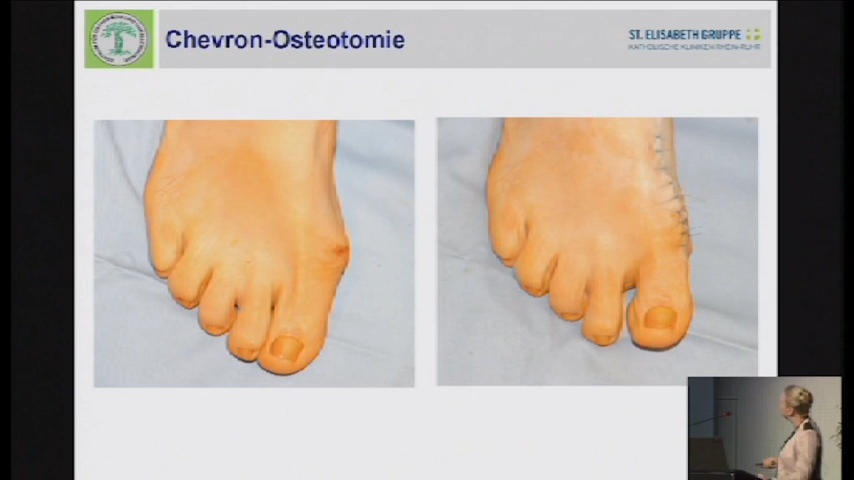 Chevron-Osteotomie
ST. ELISABETH GRUPPE
KATHOLISCHE KLINIKEN RHEIN-RUHR